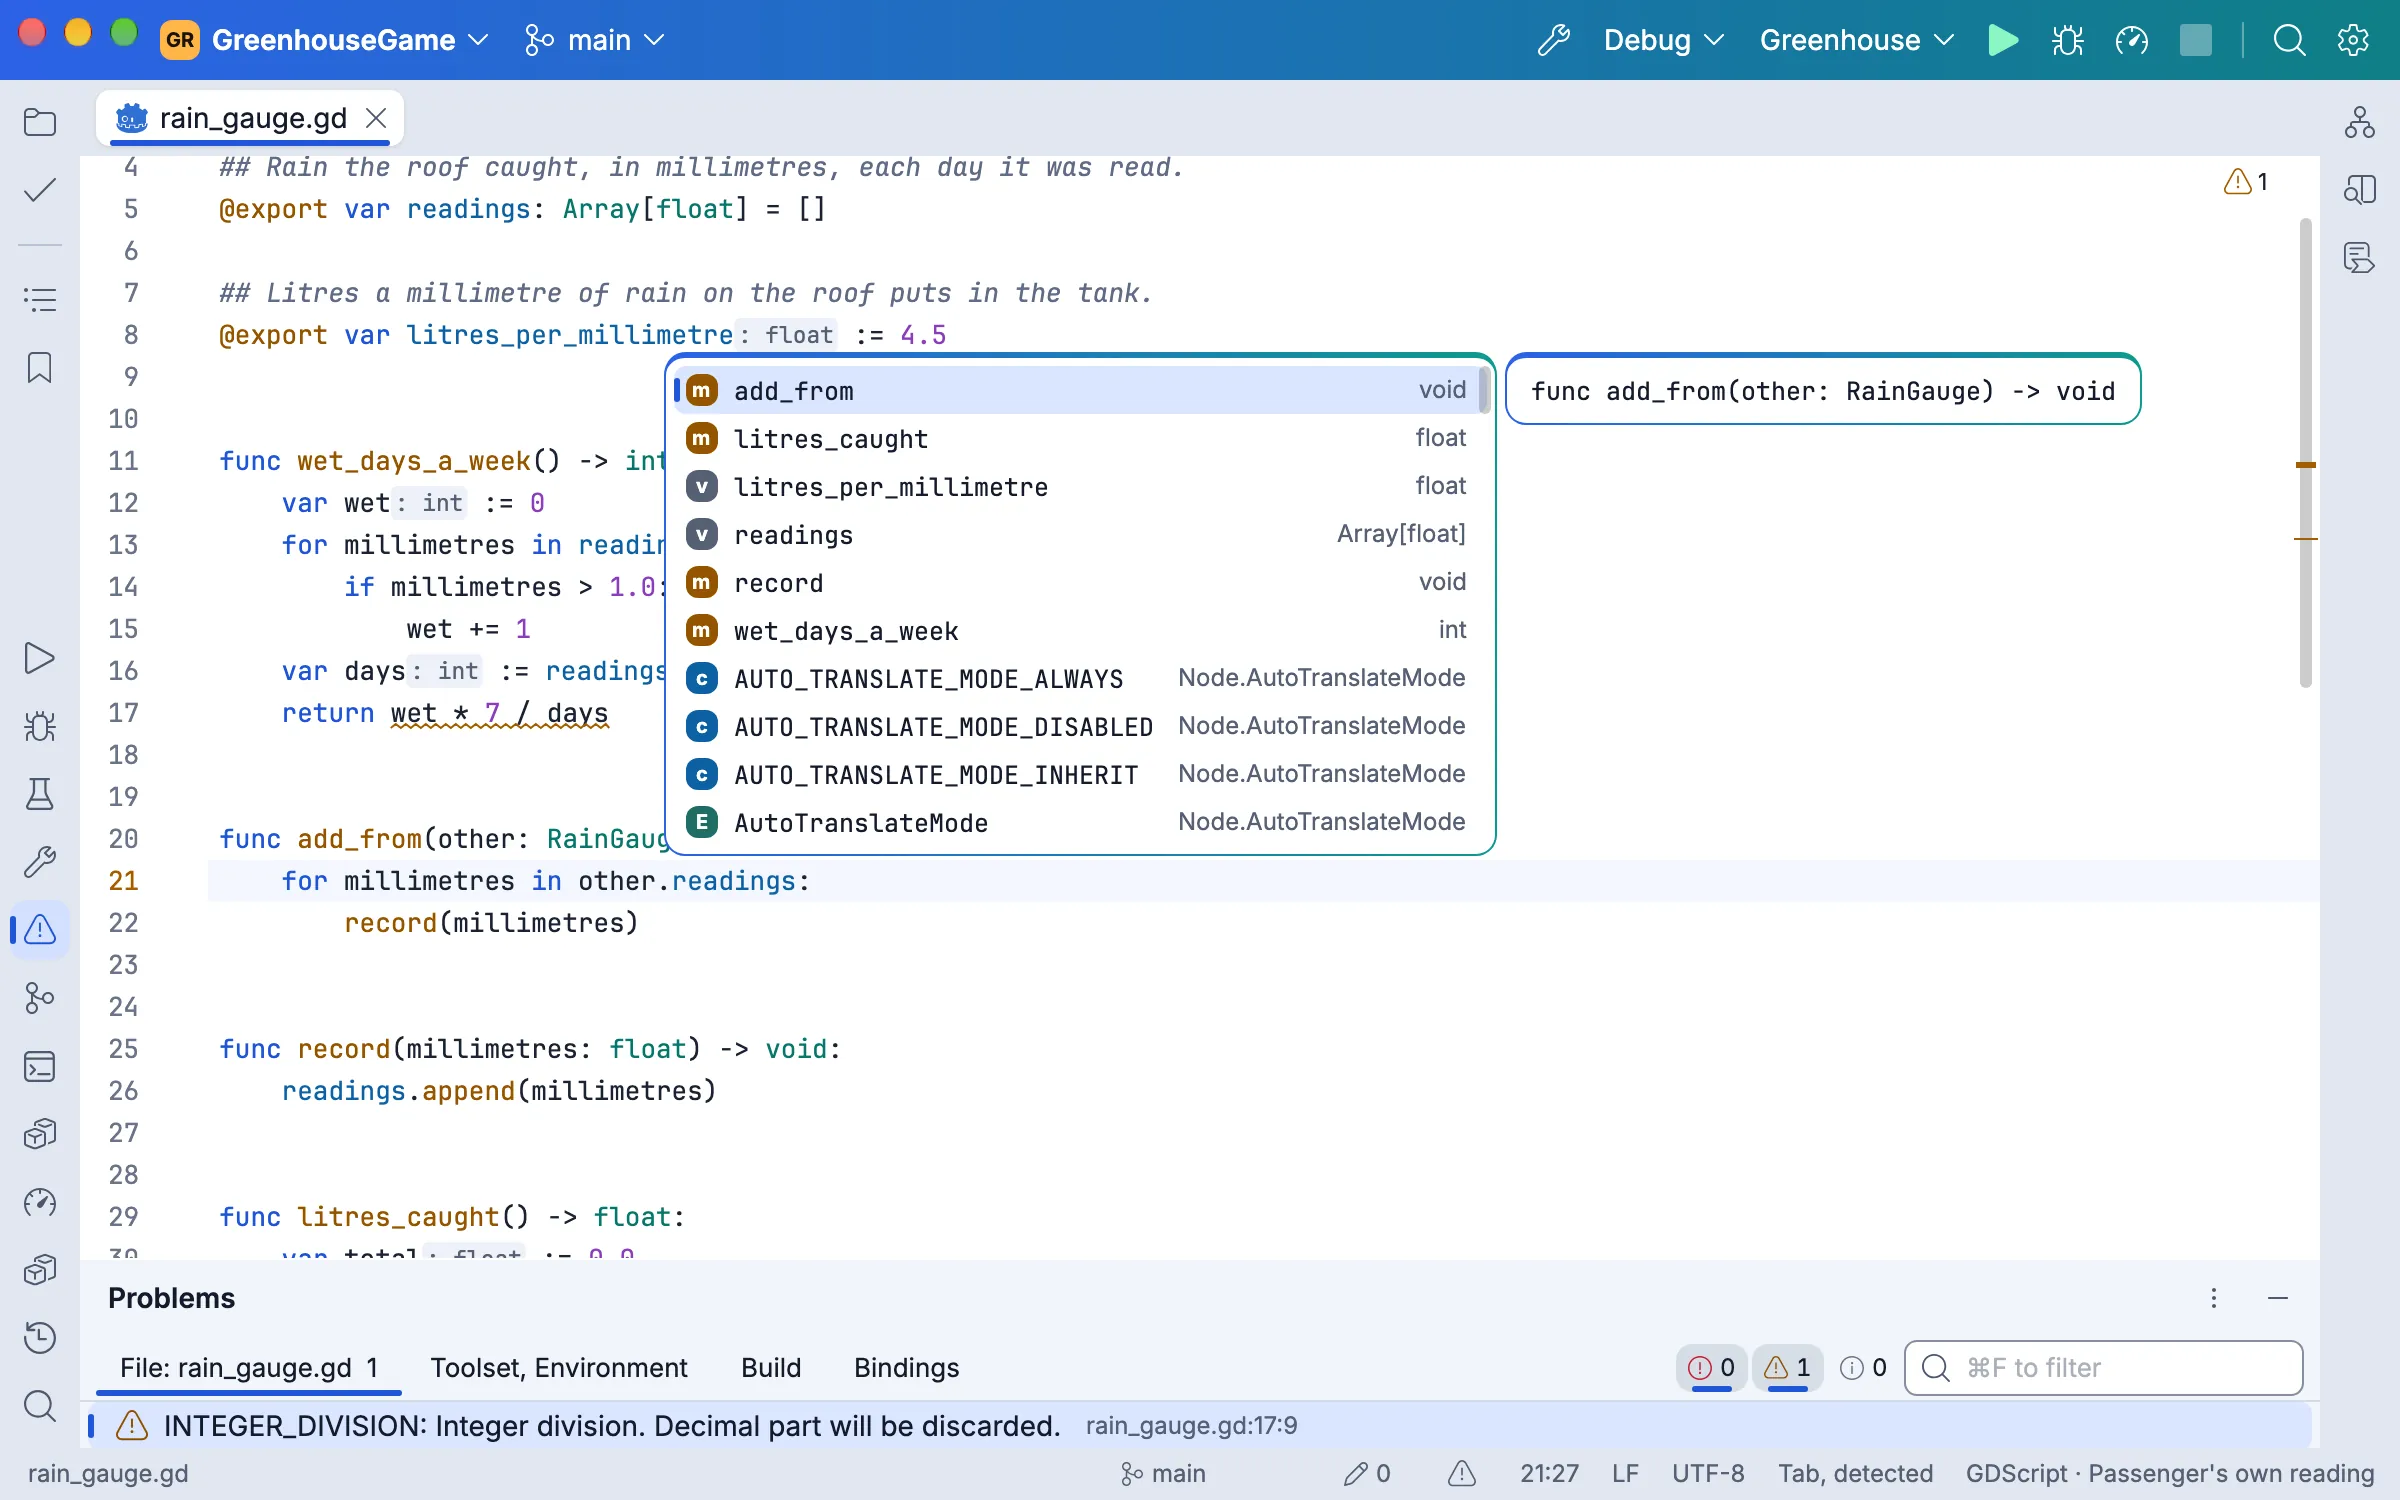 GR GreenhouseGame main Debug Greenhouse
rain_gauge.gd
4 ## Rain the roof caught, in millimetres, each day it was read.
1
5 @export var readings: Array[float] = []
6
7 ## Litres a millimetre of rain on the roof puts in the tank.
8 @export var litres_per_millimetre: float := 4.5
9
10
11 func wet_days_a_week() -> int
12 var wet: int := 0
13 for millimetres in readin
14 if millimetres > 1.0:
15 wet += 1
16 var days: int := readings
17 return wet * 7 / days
18
19
20 func add_from(other: RainGaug
21 for millimetres in other.readings:
22 record(millimetres)
23
24
25 func record(millimetres: float) -> void:
26 readings.append(millimetres)
27
28
29 func litres_caught() -> float:
30 var total: float := 0.0
m add_from void
m litres_caught float
v litres_per_millimetre float
v readings Array[float]
m record void
m wet_days_a_week int
c AUTO_TRANSLATE_MODE_ALWAYS Node.AutoTranslateMode
c AUTO_TRANSLATE_MODE_DISABLED Node.AutoTranslateMode
c AUTO_TRANSLATE_MODE_INHERIT Node.AutoTranslateMode
E AutoTranslateMode Node.AutoTranslateMode
func add_from(other: RainGauge) -> void
Problems
File: rain_gauge.gd 1 Toolset, Environment Build Bindings 0 1 0 ⌘F to filter
INTEGER_DIVISION: Integer division. Decimal part will be discarded. rain_gauge.gd:17:9
rain_gauge.gd main 0 21:27 LF UTF-8 Tab, detected GDScript · Passenger's own reading